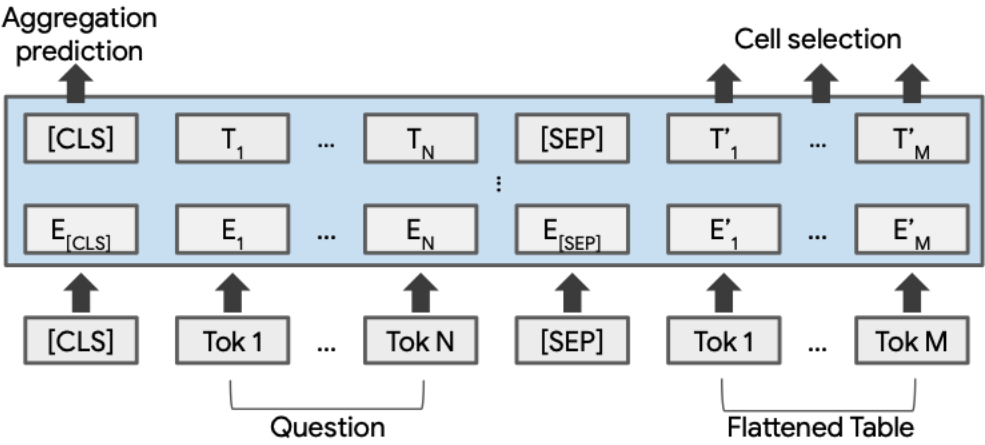 Aggregation
prediction
Cell selection
[CLS] T1 ... TN [SEP] T'1 ... T'M
⋮
E[CLS] E1 ... EN E[SEP] E'1 ... E'M
[CLS] Tok 1 ... Tok N [SEP] Tok 1 ... Tok M
Question Flattened Table